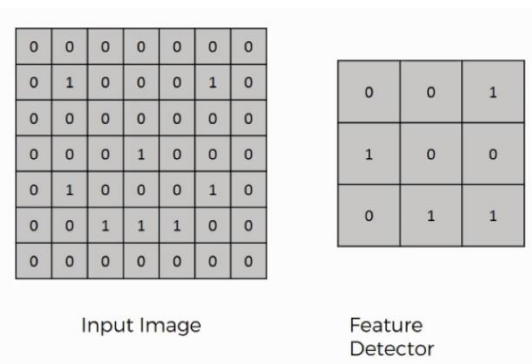 0 0 0 0 0 0 0
0 1 0 0 0 1 0
0 0 0 0 0 0 0
0 0 0 1 0 0 0
0 1 0 0 0 1 0
0 0 1 1 1 0 0
0 0 0 0 0 0 0
Input Image
0 0 1
1 0 0
0 1 1
Feature
Detector